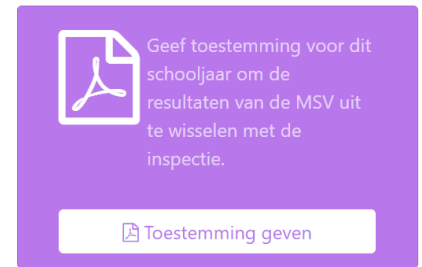 Geef toestemming voor dit
schooljaar om de
resultaten van de MSV uit
te wisselen met de
inspectie.
Toestemming geven